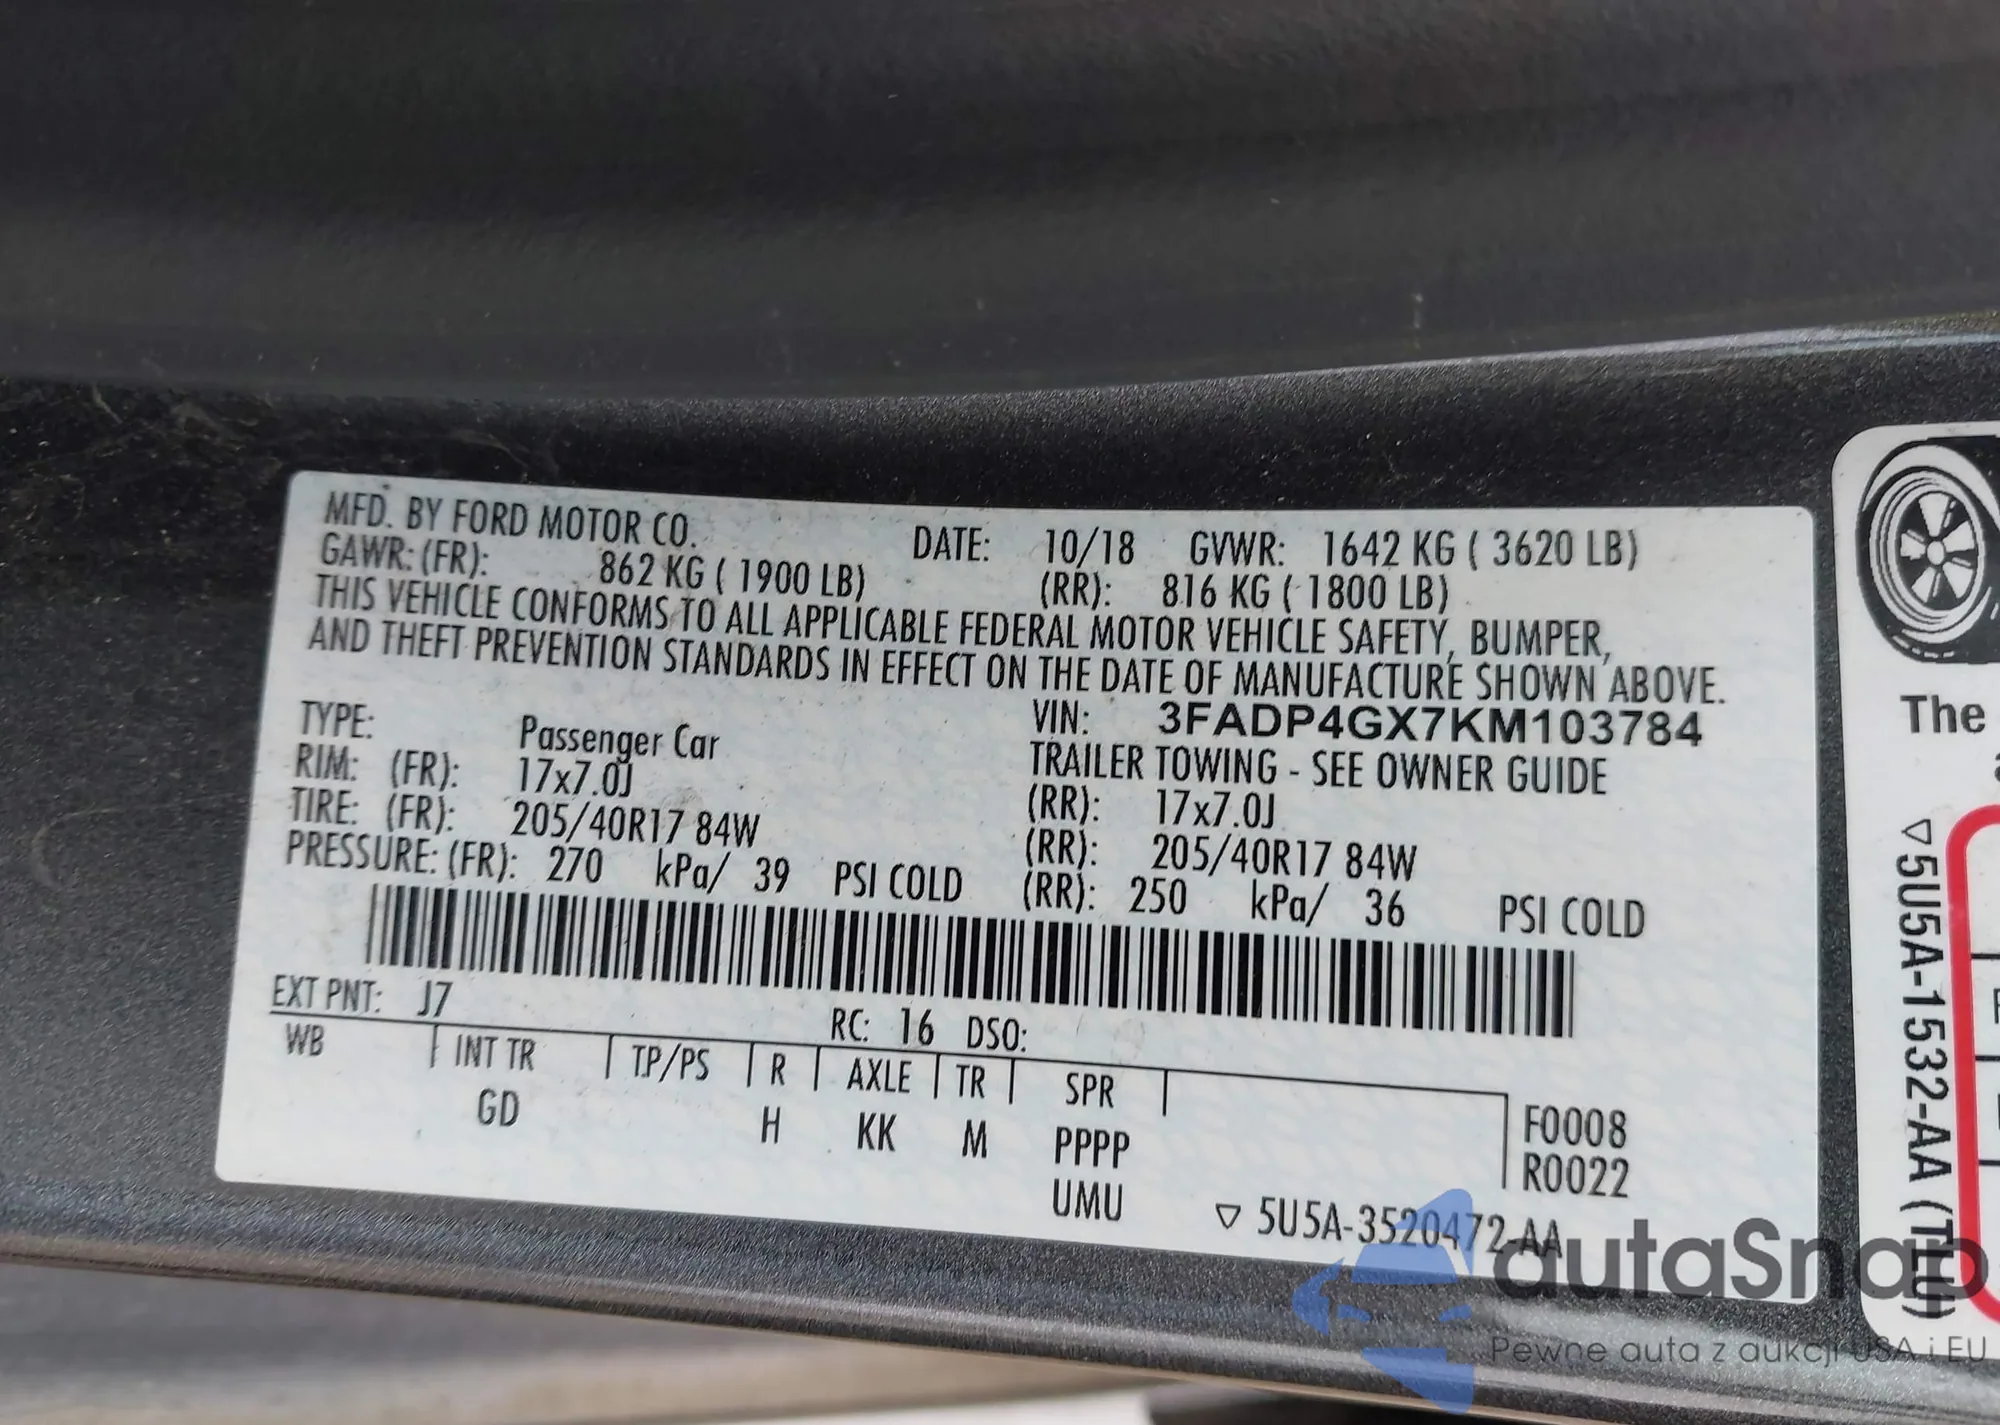 MFD. BY FORD MOTOR CO. DATE: 10/18 GVWR: 1642 KG ( 3620 LB)
GAWR: (FR): 862 KG ( 1900 LB) (RR): 816 KG ( 1800 LB)
THIS VEHICLE CONFORMS TO ALL APPLICABLE FEDERAL MOTOR VEHICLE SAFETY, BUMPER,
AND THEFT PREVENTION STANDARDS IN EFFECT ON THE DATE OF MANUFACTURE SHOWN ABOVE.
TYPE: Passenger Car VIN: 3FADP4GX7KM103784
TRAILER TOWING - SEE OWNER GUIDE
RIM: (FR): 17x7.0J (RR): 17x7.0J
TIRE: (FR): 205/40R17 84W (RR): 205/40R17 84W
PRESSURE: (FR): 270 kPa/ 39 PSI COLD (RR): 250 kPa/ 36 PSI COLD
EXT PNT: J7 RC: 16 DSO:
WB INT TR TP/PS R AXLE TR SPR
GD H KK M PPPP
UMU
F0008
R0022
▽ 5U5A-3520472-AA
The
▽5U5A-1532-AA (TLU)
autaSnap
Pewne auta z aukcji USA i EU